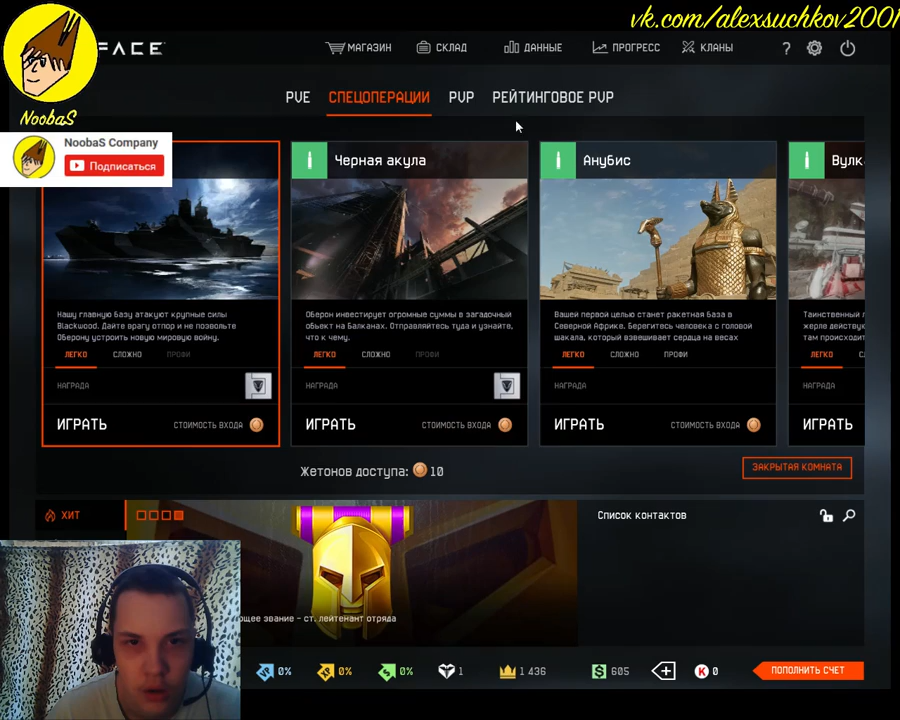 vk.com/alexsuchkov2001
FACE
МАГАЗИН
СКЛАД
ДАННЫЕ
ПРОГРЕСС
КЛАНЫ
?
PVE
СПЕЦОПЕРАЦИИ
PVP
РЕЙТИНГОВОЕ PVP
NoobaS
NoobaS Company
Подписаться
Черная акула
Анубис
Вулк
Нашу главную базу атакуют крупные силы
Blackwood. Дайте врагу отпор и не позвольте
Оберону устроить новую мировую войну.
ЛЕГКО СЛОЖНО ПРОФИ
НАГРАДА
ИГРАТЬ СТОИМОСТЬ ВХОДА
Оберон инвестирует огромные суммы в загадочный
объект на Балканах. Отправляйтесь туда и узнайте,
что к чему.
ЛЕГКО СЛОЖНО ПРОФИ
НАГРАДА
ИГРАТЬ СТОИМОСТЬ ВХОДА
Вашей первой целью станет ракетная база в
Северной Африке. Берегитесь человека с головой
шакала, который взвешивает сердца на весах
ЛЕГКО СЛОЖНО ПРОФИ
НАГРАДА
ИГРАТЬ СТОИМОСТЬ ВХОДА
Таинственный
жерле действу
там происходит
ЛЕГКО
НАГРАДА
ИГРАТЬ
Жетонов доступа: 10
ЗАКРЫТАЯ КОМНАТА
ХИТ
Список контактов
ющее звание - ст. лейтенант отряда
0%
0%
0%
1
1 436
605
K 0
ПОПОЛНИТЬ СЧЕТ